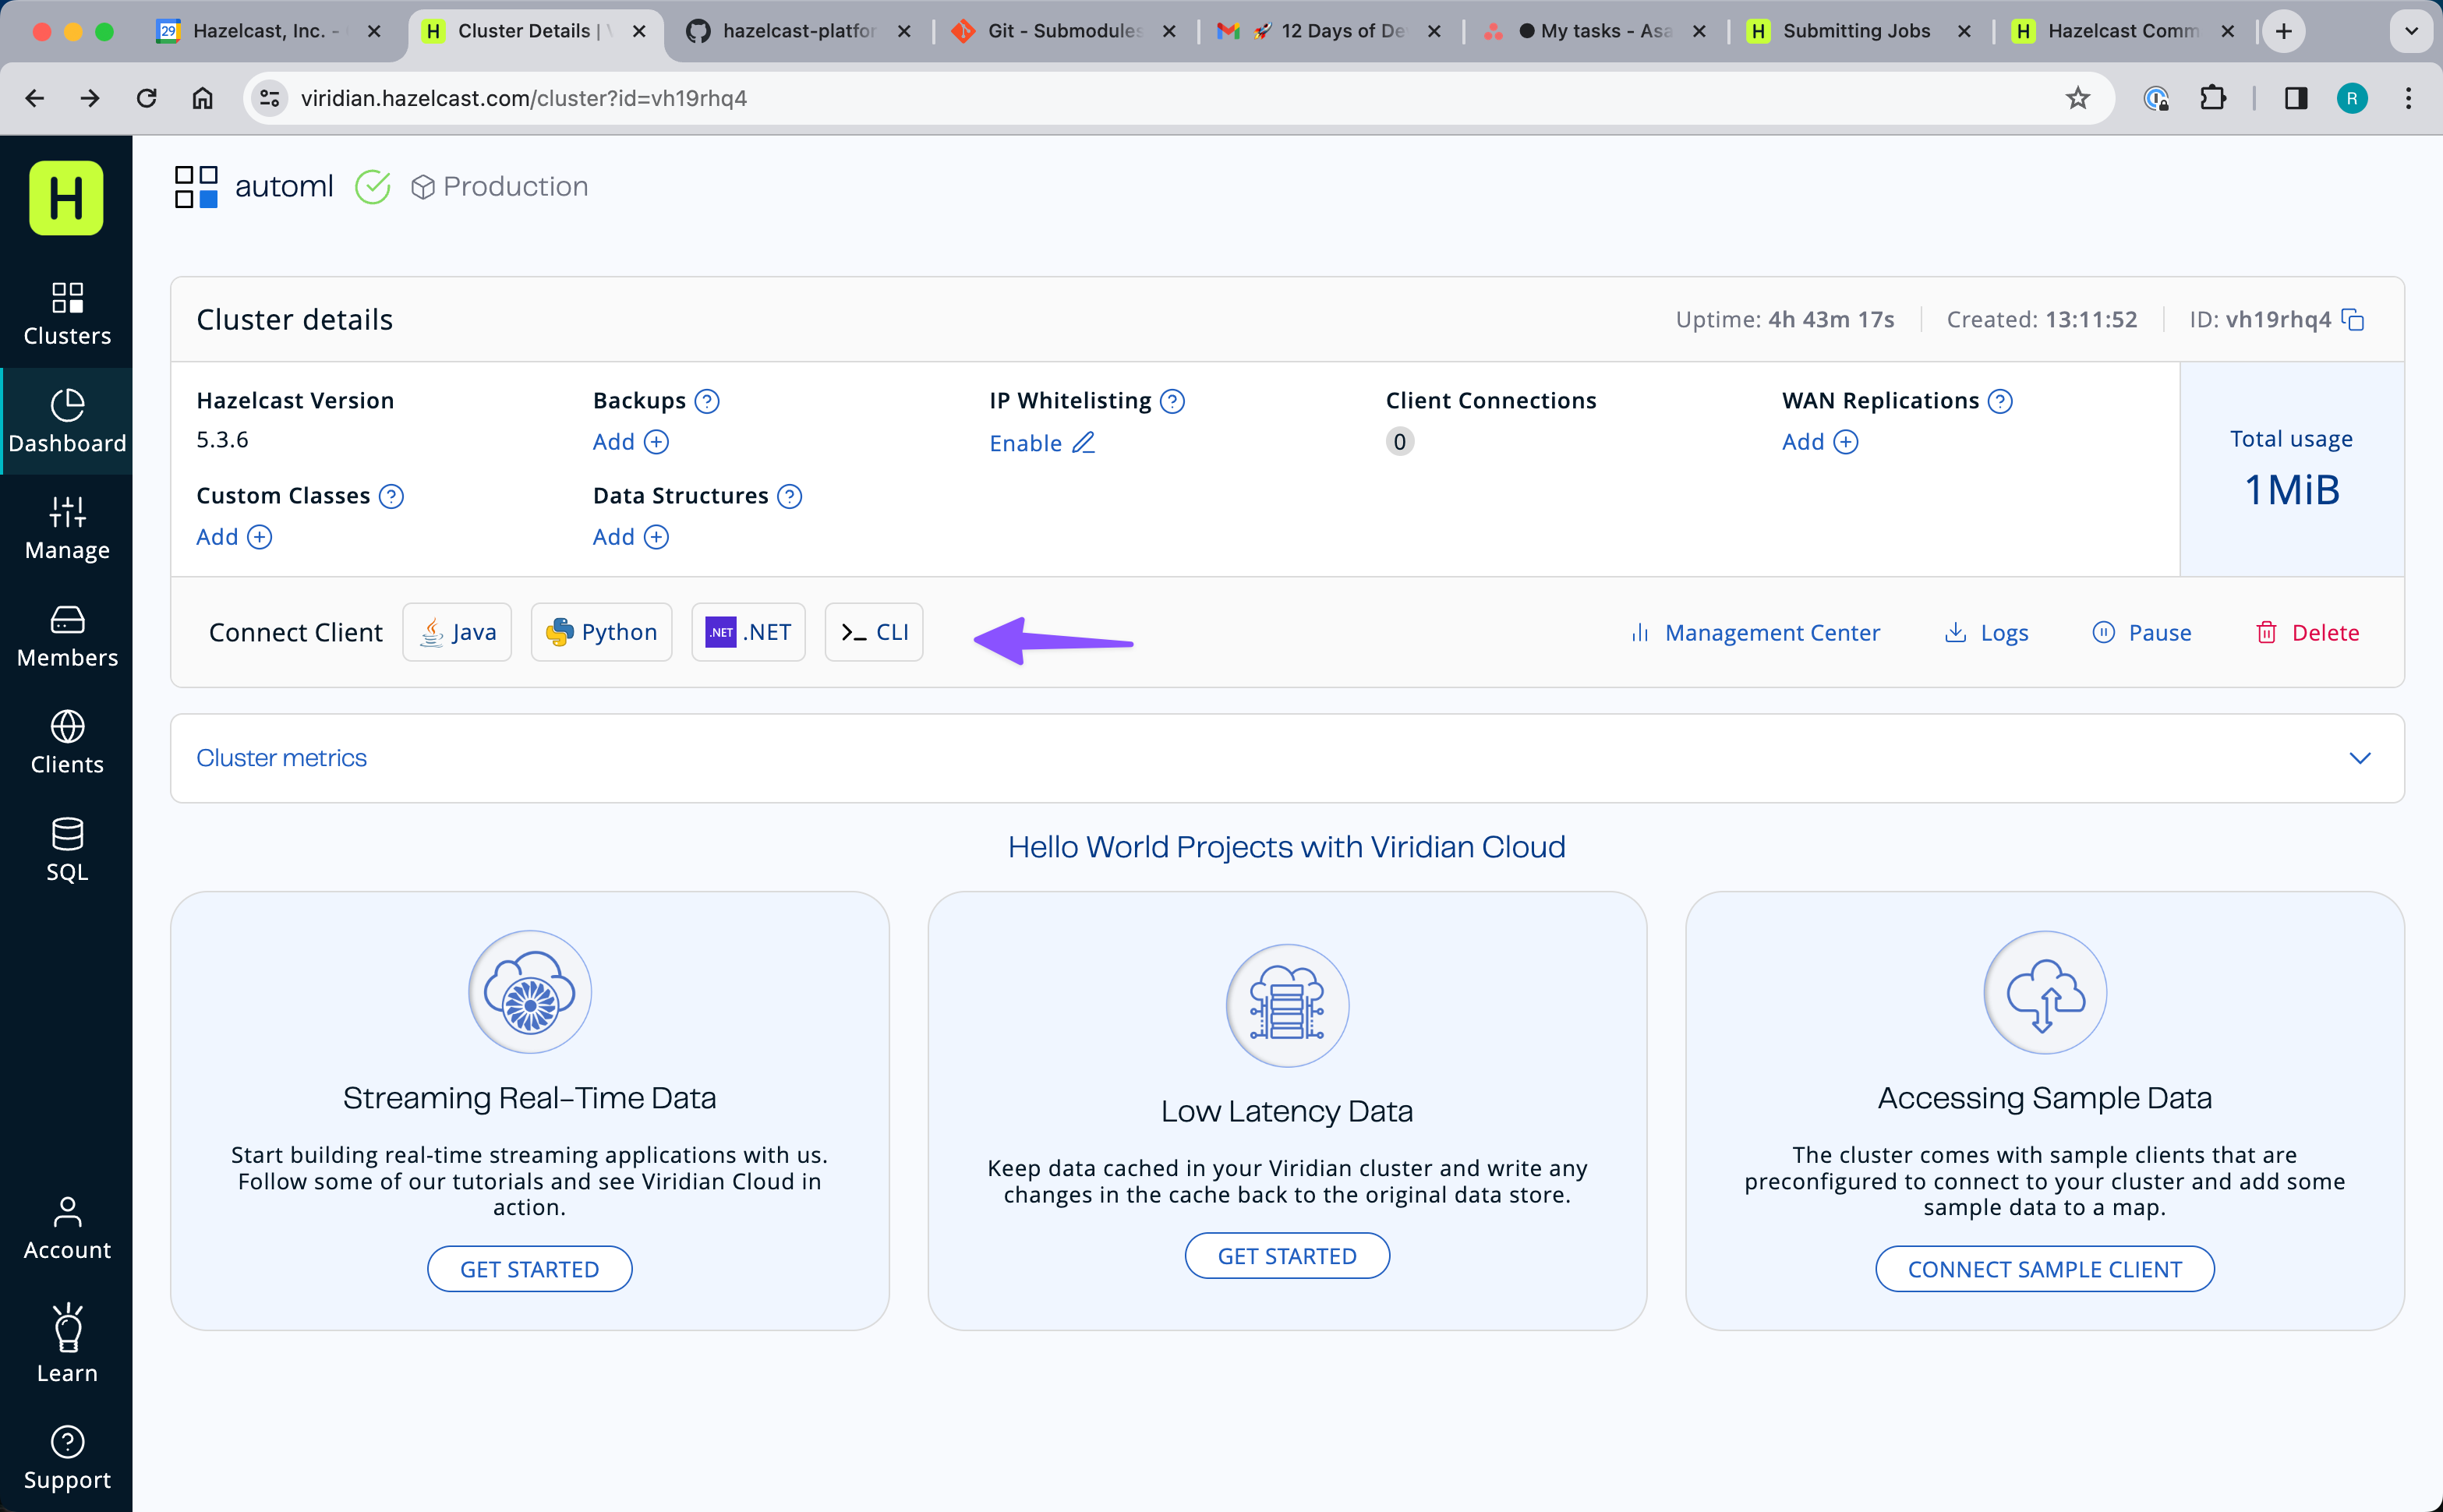 29 Hazelcast, Inc. - H Cluster Details | hazelcast-platfor Git - Submodules 🚀 12 Days of De ● My tasks - Asa H Submitting Jobs H Hazelcast Comm
viridian.hazelcast.com/cluster?id=vh19rhq4 R
H
Clusters
Dashboard
Manage
Members
Clients
SQL
Account
Learn
Support
automl Production
Cluster details Uptime: 4h 43m 17s Created: 13:11:52 ID: vh19rhq4
Hazelcast Version Backups ? IP Whitelisting ? Client Connections WAN Replications ?
5.3.6 Add Enable 0 Add
Custom Classes ? Data Structures ?
Add Add
Total usage
1 MiB
Connect Client Java Python .NET .NET >_ CLI Management Center Logs Pause Delete
Cluster metrics
Hello World Projects with Viridian Cloud
Streaming Real-Time Data
Start building real-time streaming applications with us.
Follow some of our tutorials and see Viridian Cloud in
action.
GET STARTED
Low Latency Data
Keep data cached in your Viridian cluster and write any
changes in the cache back to the original data store.
GET STARTED
Accessing Sample Data
The cluster comes with sample clients that are
preconfigured to connect to your cluster and add some
sample data to a map.
CONNECT SAMPLE CLIENT